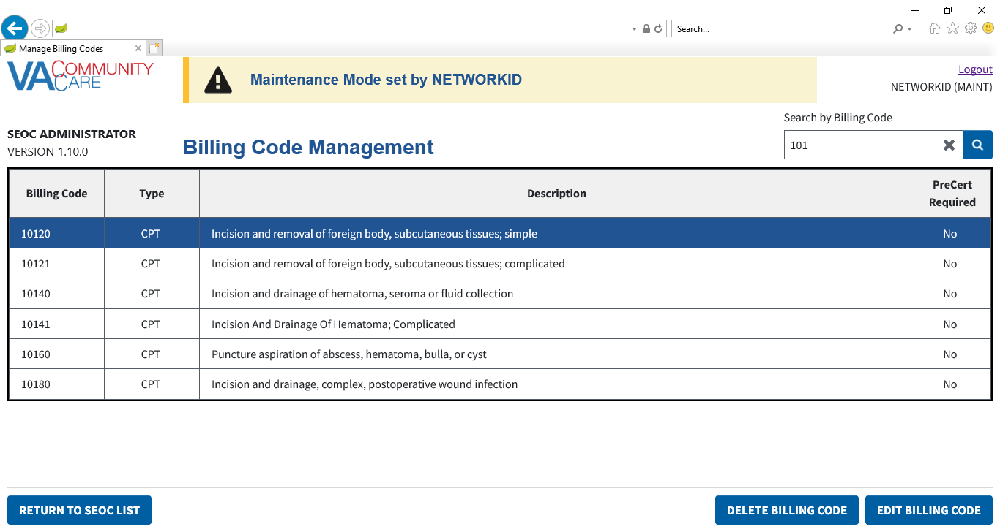 Search...
Manage Billing Codes
VA COMMUNITY CARE
Maintenance Mode set by NETWORKID
Logout
NETWORKID (MAINT)
Search by Billing Code
SEOC ADMINISTRATOR
VERSION 1.10.0
Billing Code Management
101
Billing Code Type Description PreCert Required
10120 CPT Incision and removal of foreign body, subcutaneous tissues; simple No
10121 CPT Incision and removal of foreign body, subcutaneous tissues; complicated No
10140 CPT Incision and drainage of hematoma, seroma or fluid collection No
10141 CPT Incision And Drainage Of Hematoma; Complicated No
10160 CPT Puncture aspiration of abscess, hematoma, bulla, or cyst No
10180 CPT Incision and drainage, complex, postoperative wound infection No
RETURN TO SEOC LIST DELETE BILLING CODE EDIT BILLING CODE